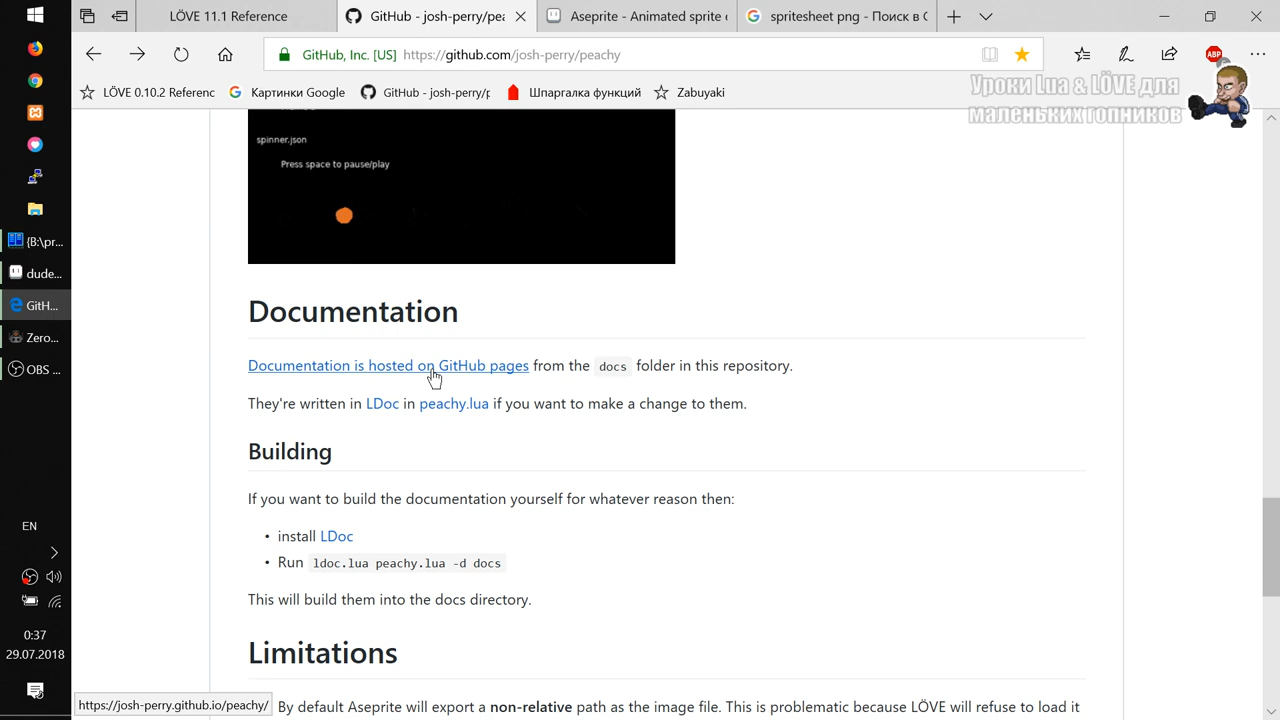 LÖVE 11.1 Reference
GitHub - josh-perry/pea
Aseprite - Animated sprite e
spritesheet png - Поиск в G
GitHub, Inc. [US] https://github.com/josh-perry/peachy
ABP
LÖVE 0.10.2 Referenc
Картинки Google
GitHub - josh-perry/p
Шпаргалка функций
Zabuyaki
Уроки Lua & LÖVE для
маленьких гопников
spinner.json
Press space to pause/play
{B:\pr...
dude...
GitH...
Zero...
OBS ...
Documentation
Documentation is hosted on GitHub pages from the docs folder in this repository.
They're written in LDoc in peachy.lua if you want to make a change to them.
Building
If you want to build the documentation yourself for whatever reason then:
• install LDoc
• Run ldoc.lua peachy.lua -d docs
This will build them into the docs directory.
Limitations
By default Aseprite will export a non-relative path as the image file. This is problematic because LÖVE will refuse to load it
EN
0:37
29.07.2018
https://josh-perry.github.io/peachy/